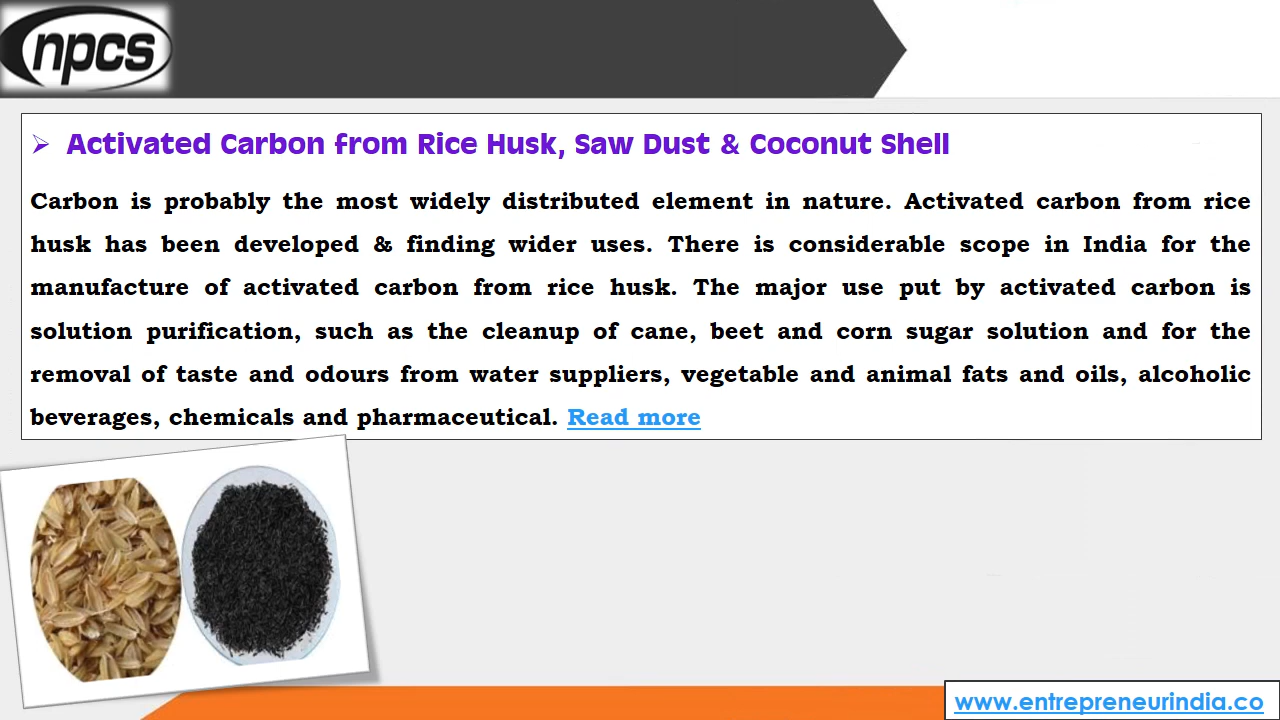 npcs
➢ Activated Carbon from Rice Husk, Saw Dust & Coconut Shell
Carbon is probably the most widely distributed element in nature. Activated carbon from rice
husk has been developed & finding wider uses. There is considerable scope in India for the
manufacture of activated carbon from rice husk. The major use put by activated carbon is
solution purification, such as the cleanup of cane, beet and corn sugar solution and for the
removal of taste and odours from water suppliers, vegetable and animal fats and oils, alcoholic
beverages, chemicals and pharmaceutical. Read more
www.entrepreneurindia.co